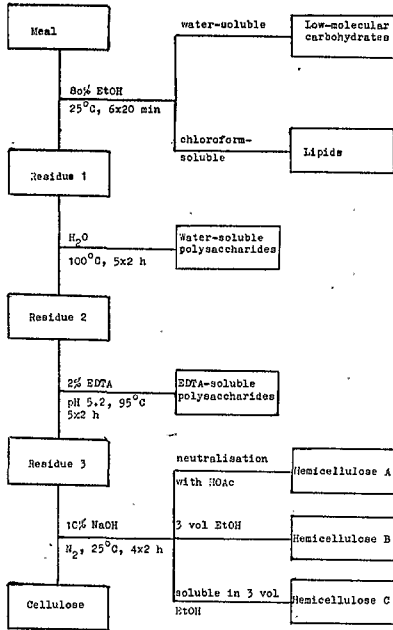 Meal
water-soluble
Low-molecular
carbohydrates
80% EtOH
25°C, 6x20 min
chloroform-
soluble
Lipids
Residue 1
H₂O
100°C, 5x2 h
Water-soluble
polysaccharides
Residue 2
2% EDTA
pH 5.2, 95°C
5x2 h
EDTA-soluble
polysaccharides
Residue 3
neutralisation
with HOAc
Hemicellulose A
10% NaOH
N₂, 25°C, 4x2 h
3 vol EtOH
Hemicellulose B
soluble in 3 vol
EtOH
Hemicellulose C
Cellulose